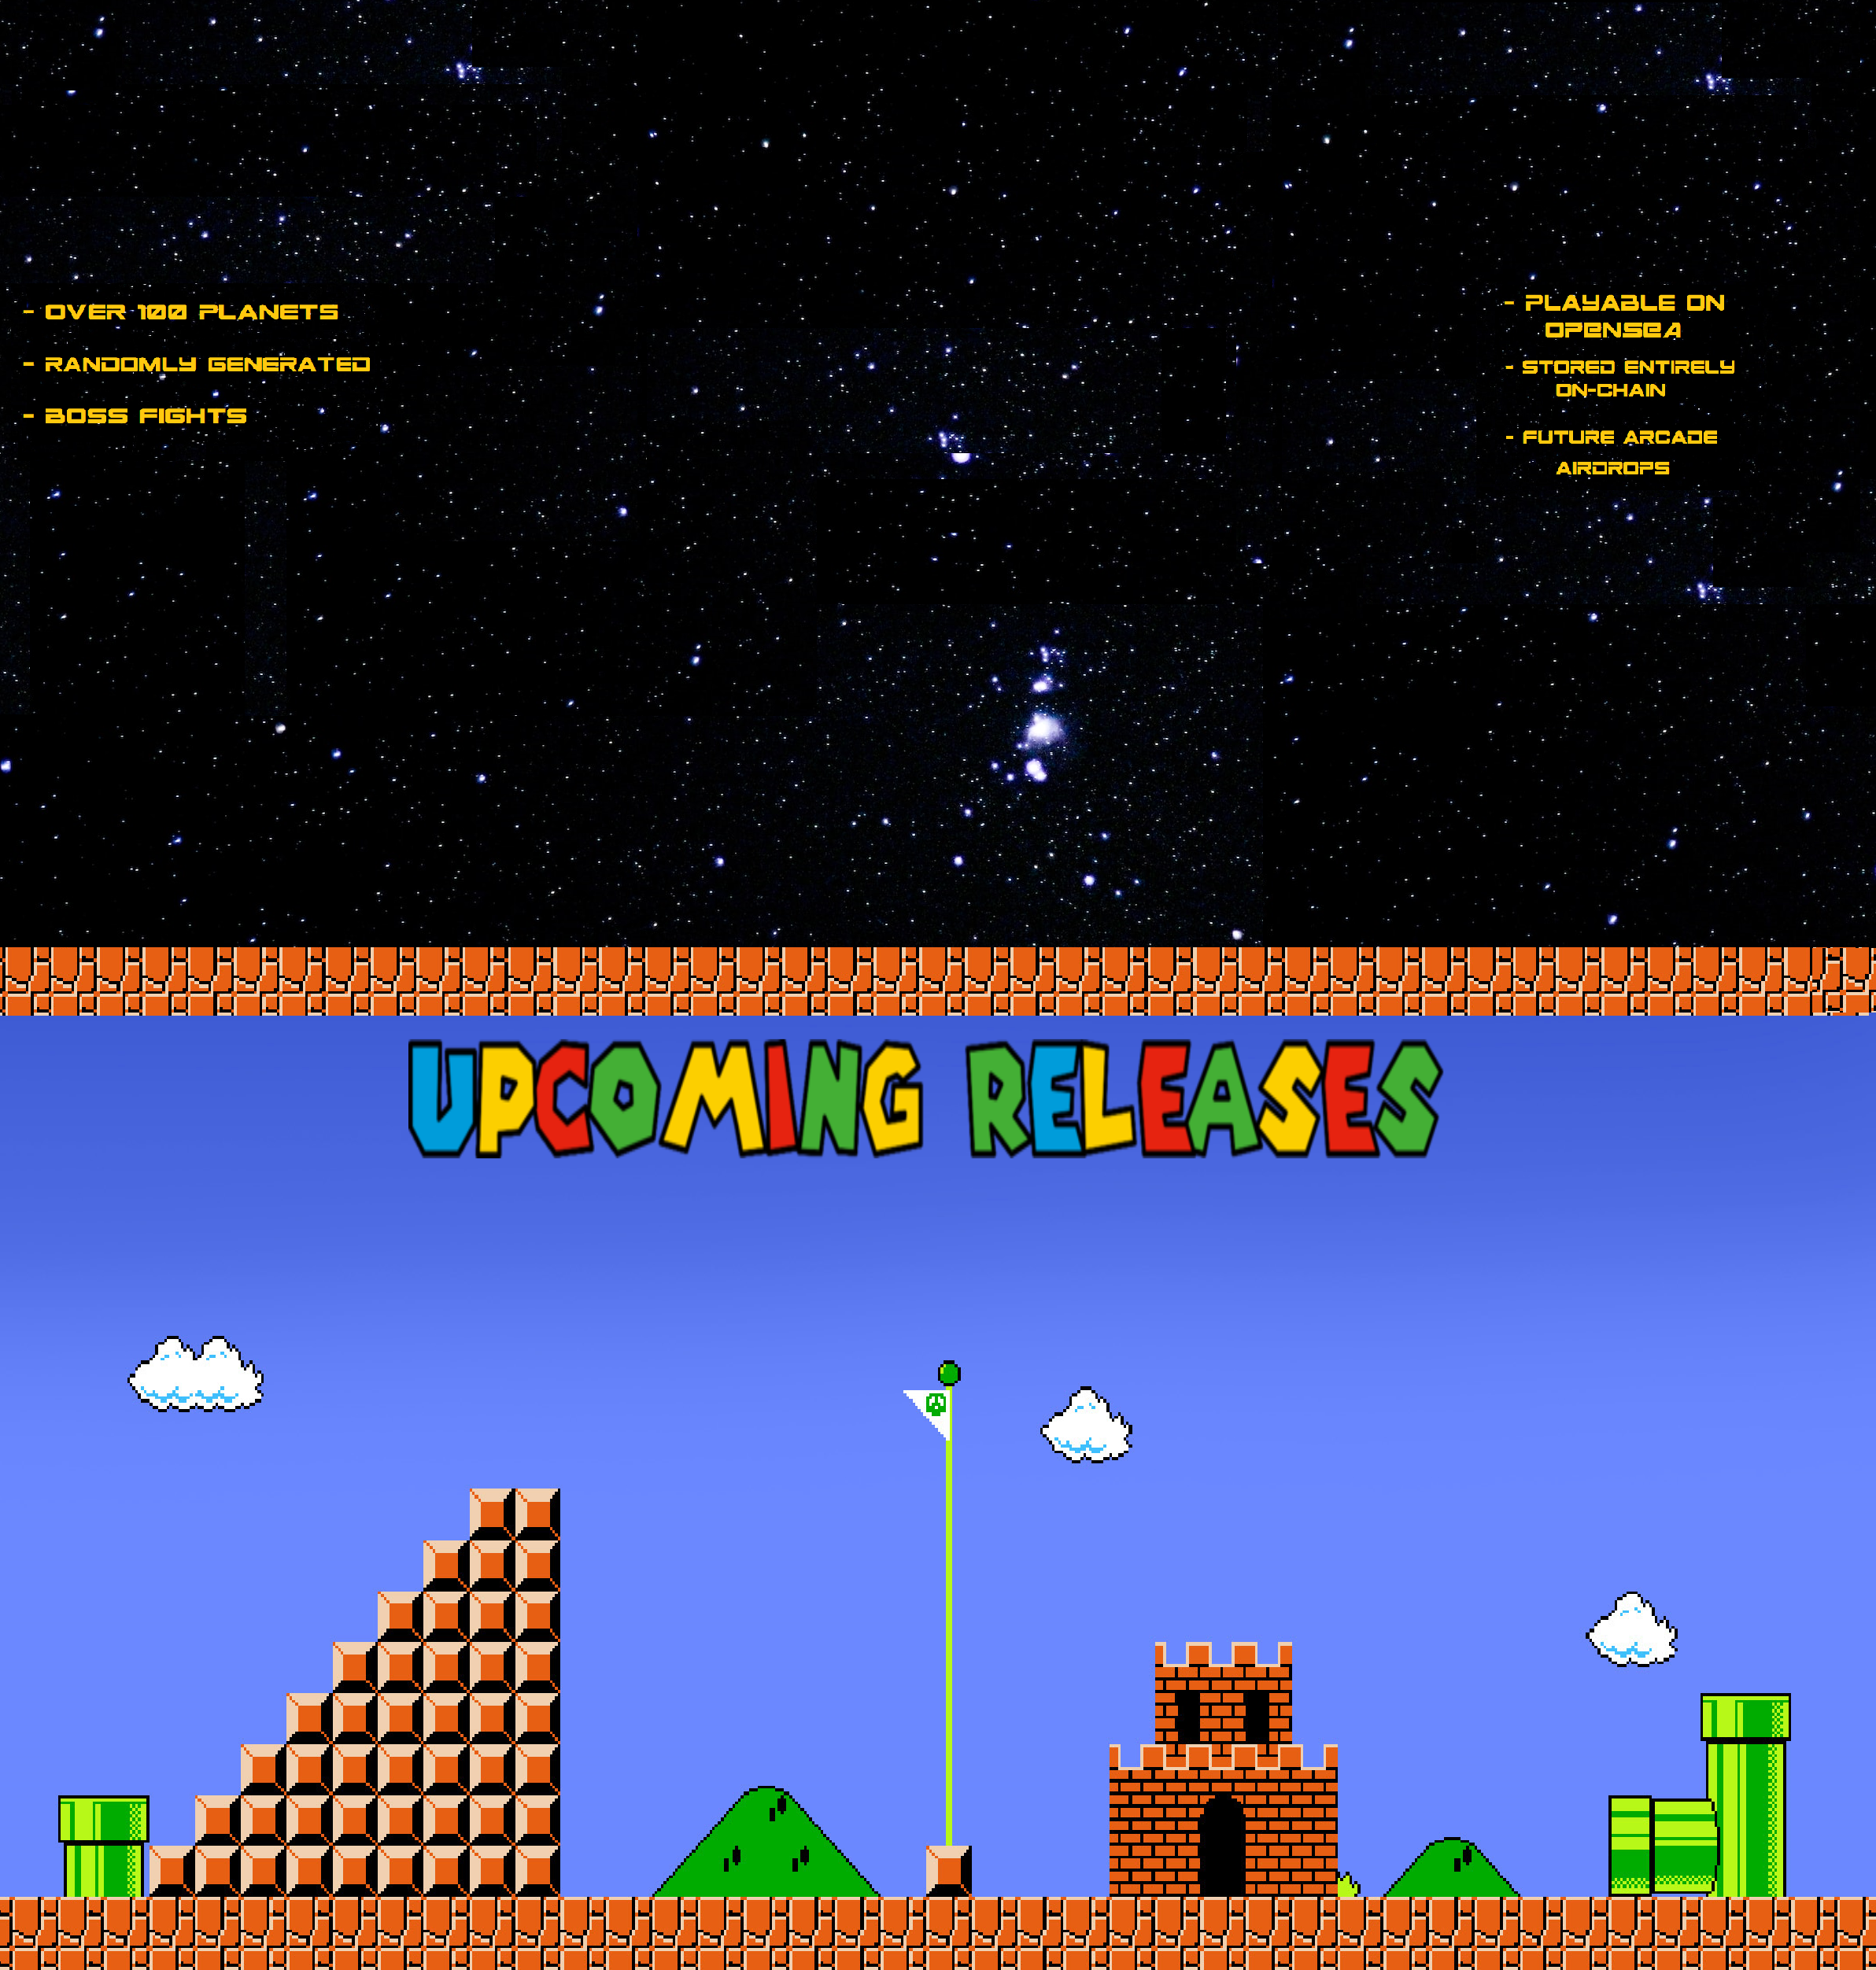 - OVER 100 PLANETS
- RANDOMLY GENERATED
- BOSS FIGHTS
- PLAYABLE ON
OPENSEA
- STORED ENTIRELY
ON-CHAIN
- FUTURE ARCADE
AIRDROPS
UPCOMING RELEASES